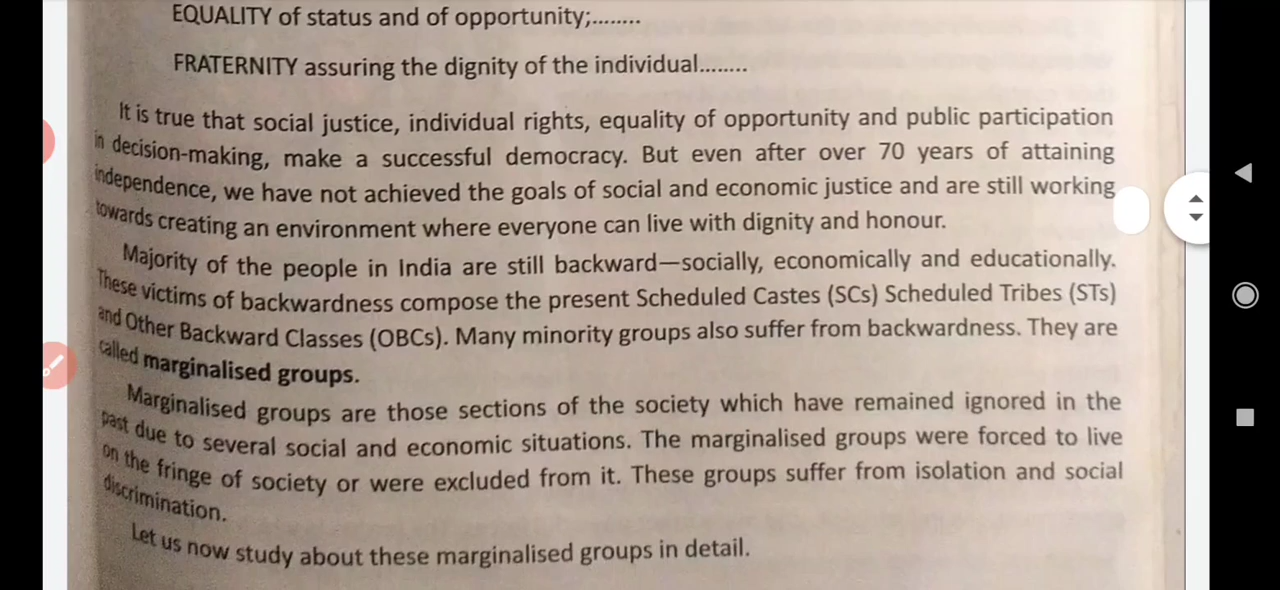 EQUALITY of status and of opportunity;........
FRATERNITY assuring the dignity of the individual........
It is true that social justice, individual rights, equality of opportunity and public participation
in decision-making, make a successful democracy. But even after over 70 years of attaining
independence, we have not achieved the goals of social and economic justice and are still working
towards creating an environment where everyone can live with dignity and honour.
Majority of the people in India are still backward—socially, economically and educationally.
These victims of backwardness compose the present Scheduled Castes (SCs) Scheduled Tribes (STs)
and Other Backward Classes (OBCs). Many minority groups also suffer from backwardness. They are
called marginalised groups.
Marginalised groups are those sections of the society which have remained ignored in the
past due to several social and economic situations. The marginalised groups were forced to live
on the fringe of society or were excluded from it. These groups suffer from isolation and social
discrimination.
Let us now study about these marginalised groups in detail.